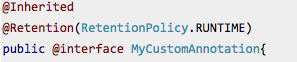 @Inherited
@Retention(RetentionPolicy.RUNTIME)
public @interface MyCustomAnnotation{